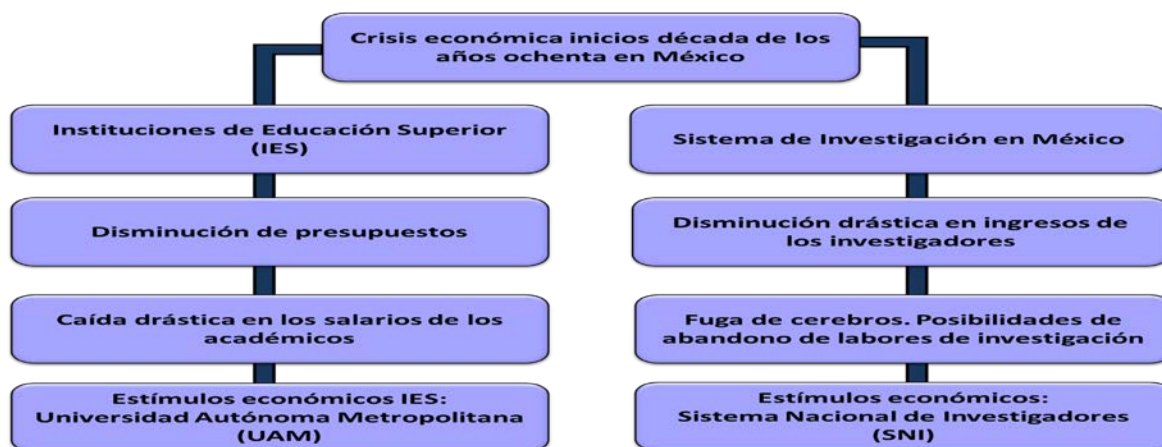 Crisis económica inicios década de los
años ochenta en México
Instituciones de Educación Superior
(IES)
Disminución de presupuestos
Caída drástica en los salarios de los
académicos
Estímulos económicos IES:
Universidad Autónoma Metropolitana
(UAM)
Sistema de Investigación en México
Disminución drástica en ingresos de
los investigadores
Fuga de cerebros. Posibilidades de
abandono de labores de investigación
Estímulos económicos:
Sistema Nacional de Investigadores
(SNI)